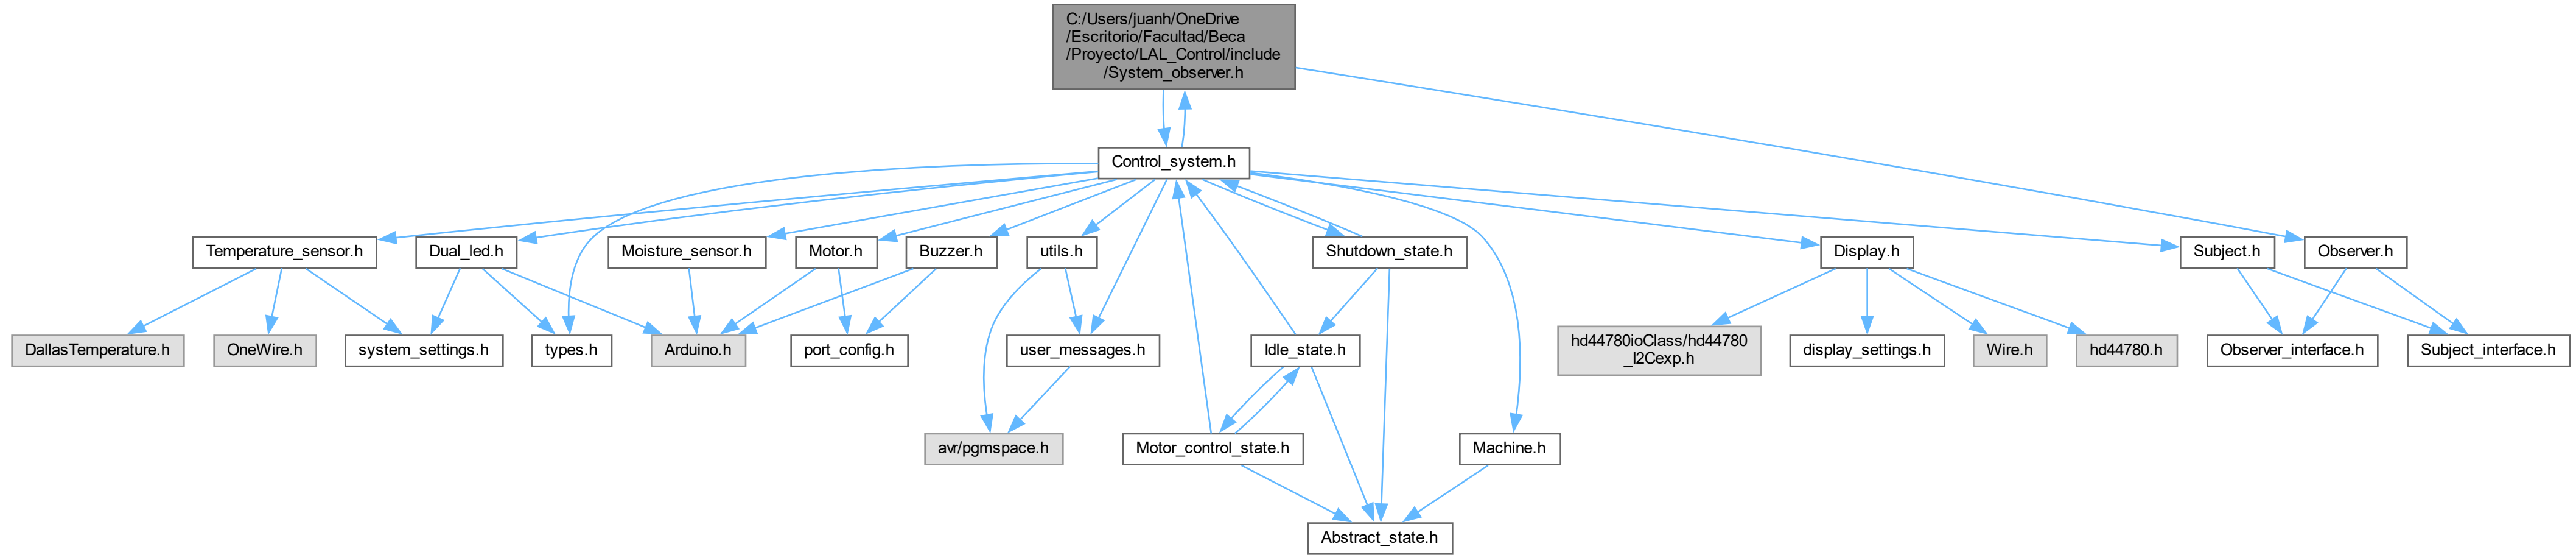 C:/Users/juanh/OneDrive
/Escritorio/Facultad/Beca
/Proyecto/LAL_Control/include
/System_observer.h
Control_system.h
Temperature_sensor.h
Dual_led.h
Moisture_sensor.h
Motor.h
Buzzer.h
utils.h
Shutdown_state.h
Display.h
Subject.h
Observer.h
DallasTemperature.h
OneWire.h
system_settings.h
types.h
Arduino.h
port_config.h
user_messages.h
Idle_state.h
hd44780ioClass/hd44780
_I2Cexp.h
display_settings.h
Wire.h
hd44780.h
Observer_interface.h
Subject_interface.h
avr/pgmspace.h
Motor_control_state.h
Machine.h
Abstract_state.h